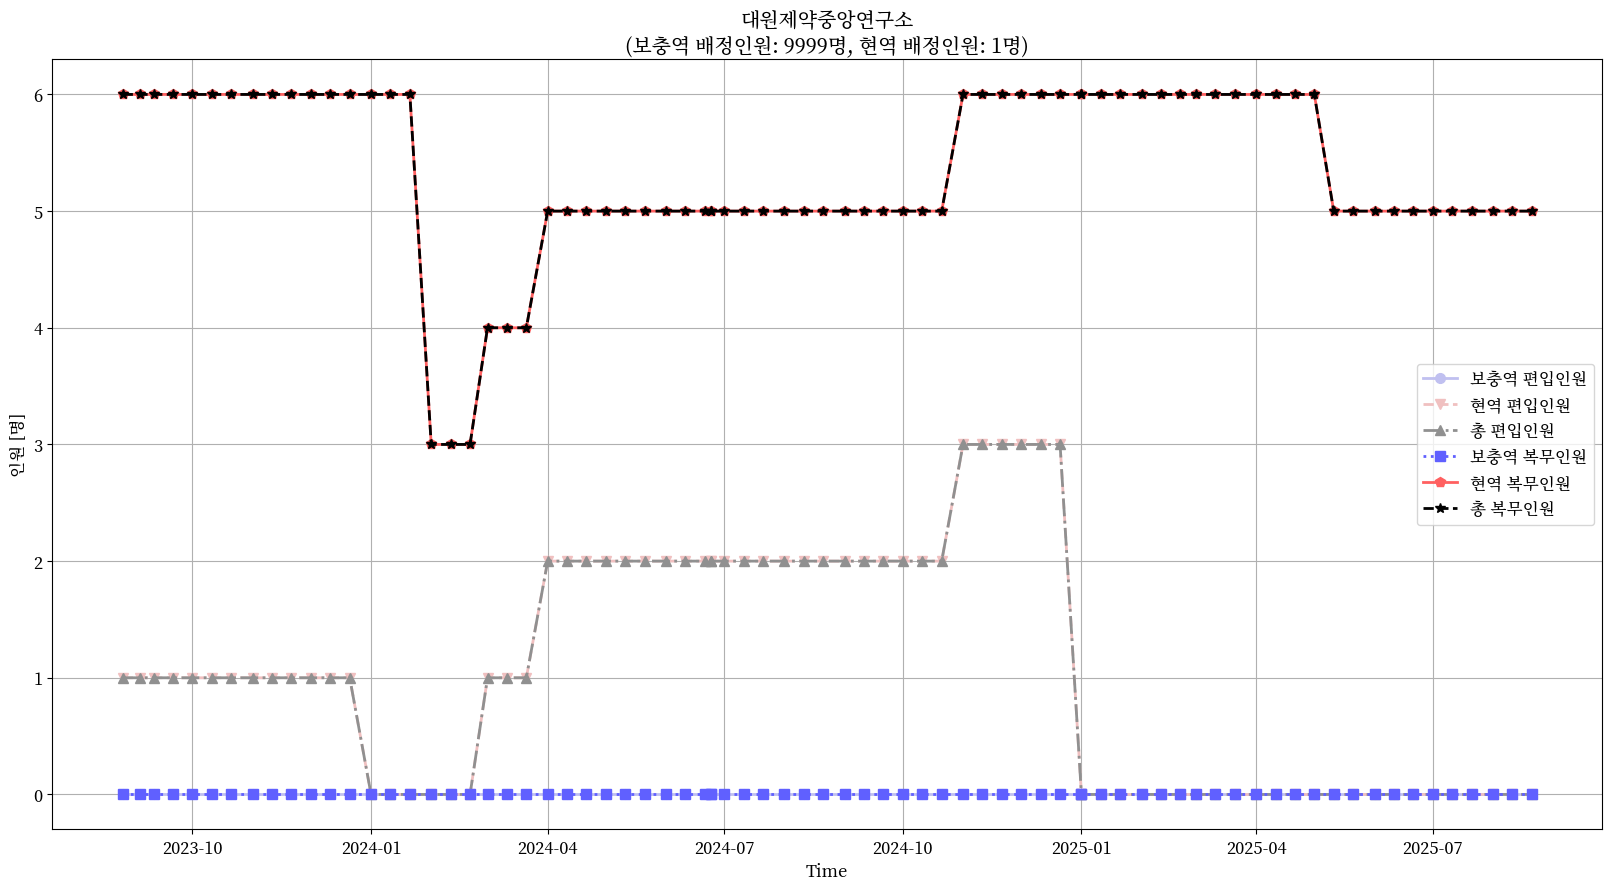 대원제약중앙연구소
(보충역 배정인원: 9999명, 현역 배정인원: 1명)
인원 [명]
6
5
4
3
2
1
0
보충역 편입인원
현역 편입인원
총 편입인원
보충역 복무인원
현역 복무인원
총 복무인원
2023-10
2024-01
2024-04
2024-07
2024-10
2025-01
2025-04
2025-07
Time